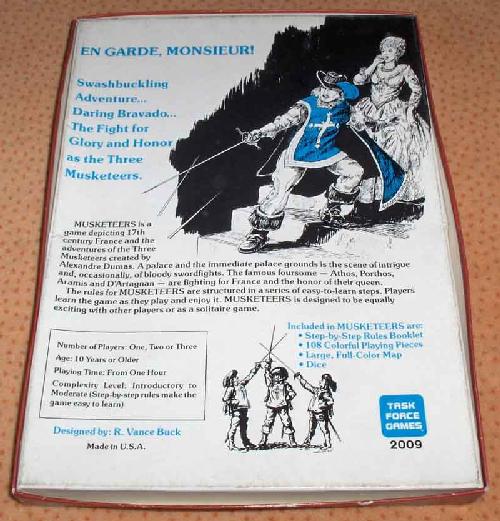 EN GARDE, MONSIEUR!
Swashbuckling
Adventure...
Daring Bravado...
The Fight for
Glory and Honor
as the Three
Musketeers.
MUSKETEERS is a
game depicting 17th
century France and the
adventures of the Three
Musketeers created by
Alexandre Dumas. A palace and the immediate palace grounds is the scene of intrigue
and, occasionally, of bloody swordfights. The famous foursome — Athos, Porthos,
Aramis and D'Artagnan — are fighting for France and the honor of their queen.
The rules for MUSKETEERS are structured in a series of easy-to-learn steps. Players
learn the game as they play and enjoy it. MUSKETEERS is designed to be equally
exciting with other players or as a solitaire game.
Number of Players: One, Two or Three
Age: 10 Years or Older
Playing Time: From One Hour
Complexity Level: Introductory to
Moderate (Step-by-step rules make the
game easy to learn)
Designed by: R. Vance Buck
Made in U.S.A.
Included in MUSKETEERS are:
• Step-by-Step Rules Booklet
• 108 Colorful Playing Pieces
• Large, Full-Color Map
• Dice
TASK
FORCE
GAMES
2009